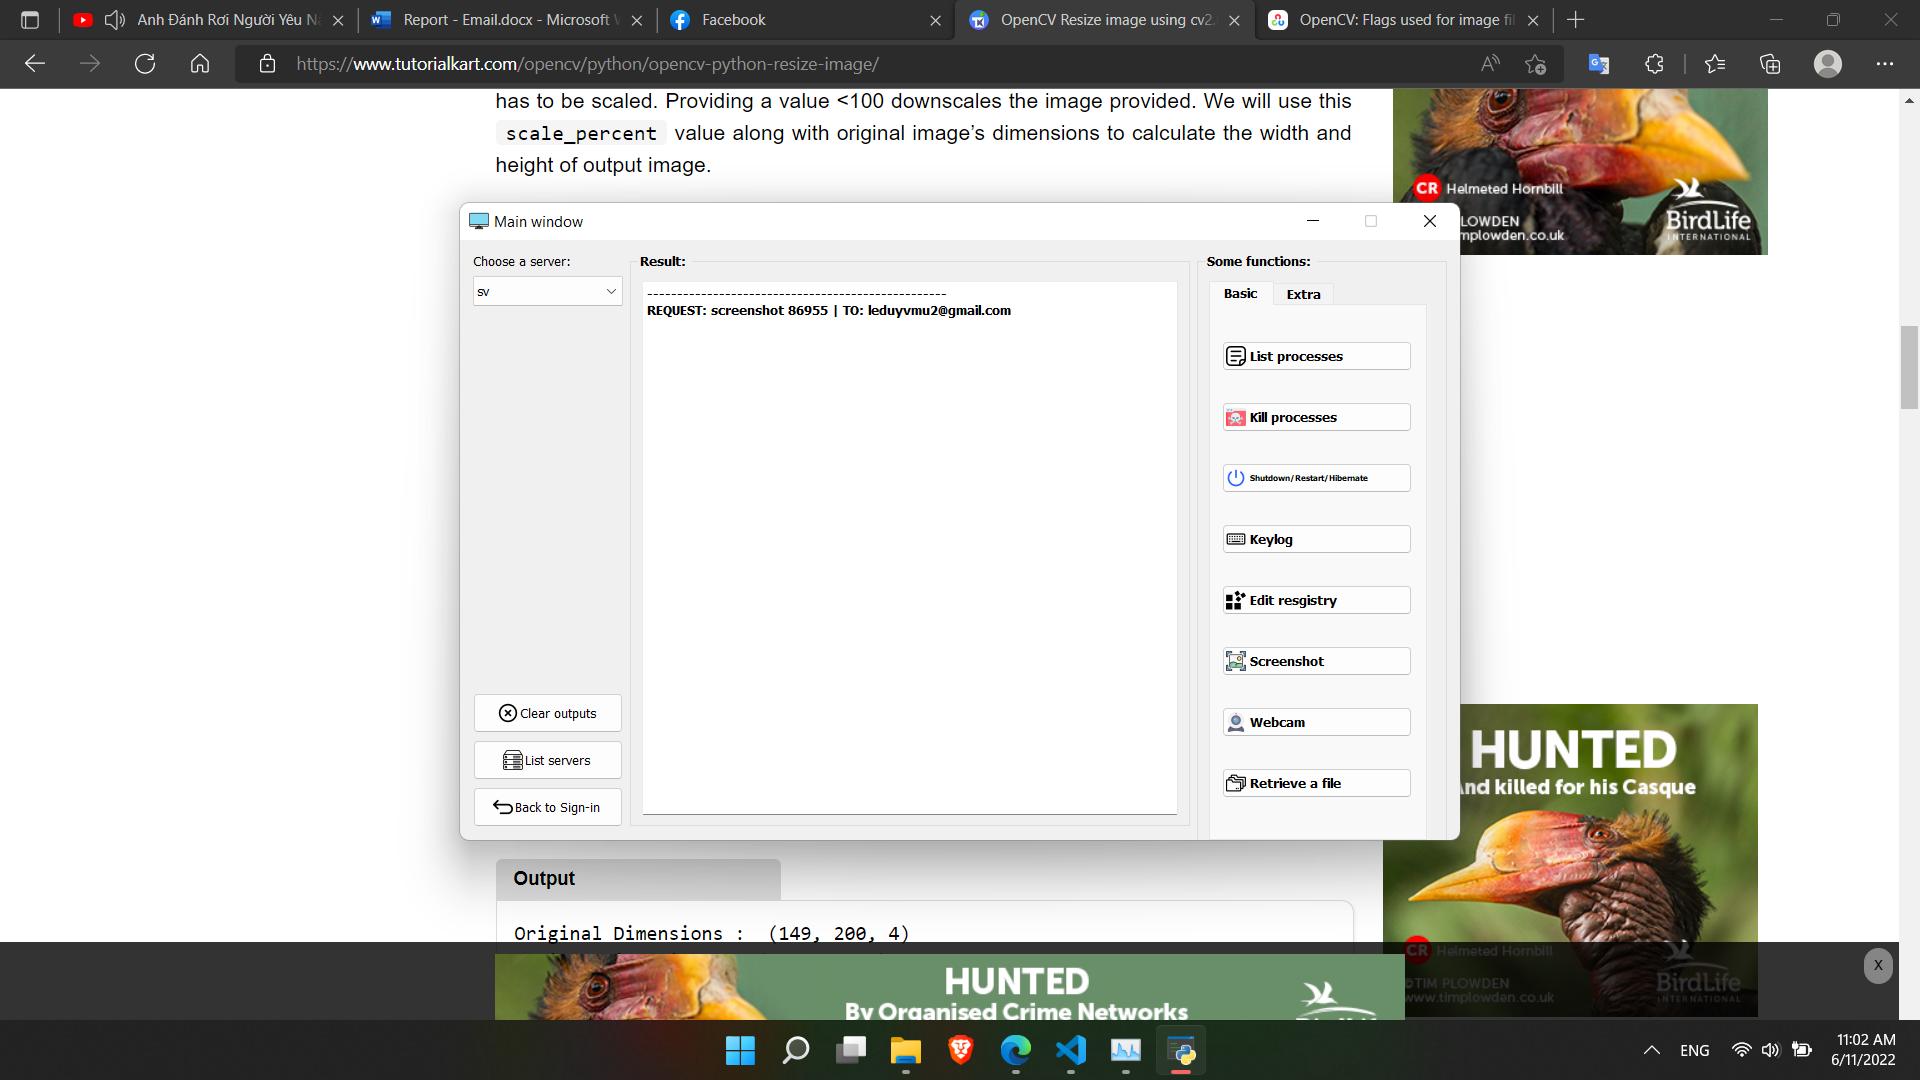 Anh Đánh Rơi Người Yêu N
Report - Email.docx - Microsoft
Facebook
OpenCV Resize image using cv2.
OpenCV: Flags used for image fil
https://www.tutorialkart.com/opencv/python/opencv-python-resize-image/
has to be scaled. Providing a value <100 downscales the image provided. We will use this
scale_percent value along with original image’s dimensions to calculate the width and
height of output image.
CR Helmeted Hornbill
LOWDEN
mplowden.co.uk
BirdLife
INTERNATIONAL
Main window
Choose a server:
sv
Result:
REQUEST: screenshot 86955 | TO: leduyvmu2@gmail.com
Some functions:
Basic
Extra
List processes
Kill processes
Shutdown/Restart/Hibernate
Keylog
Edit resgistry
Screenshot
Webcam
Retrieve a file
Clear outputs
List servers
Back to Sign-in
HUNTED
And killed for his Casque
CR Helmeted Hornbill
©TIM PLOWDEN
www.timplowden.co.uk
BirdLife
INTERNATIONAL
Output
Original Dimensions : (149, 200, 4)
HUNTED
By Organised Crime Networks
X
ENG
11:02 AM
6/11/2022